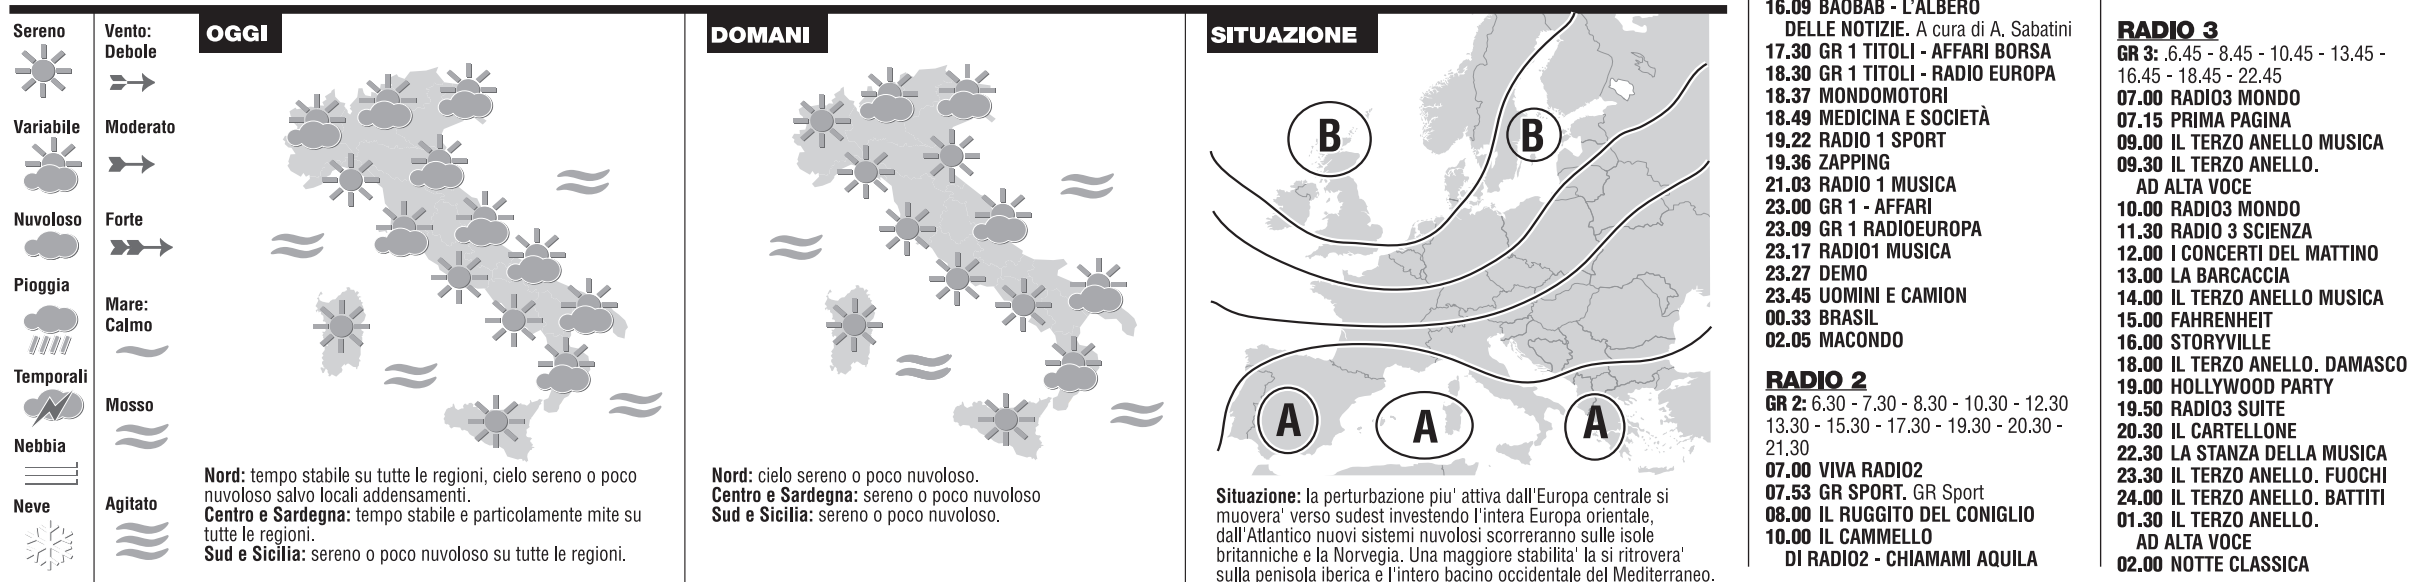 Sereno
Variabile
Nuvoloso
Pioggia
Temporali
Nebbia
Neve
Vento:
Debole
Moderato
Forte
Mare:
Calmo
Mosso
Agitato
OGGI
Nord: tempo stabile su tutte le regioni, cielo sereno o poco
nuvoloso salvo locali addensamenti.
Centro e Sardegna: tempo stabile e particolamente mite su
tutte le regioni.
Sud e Sicilia: sereno o poco nuvoloso su tutte le regioni.
DOMANI
Nord: cielo sereno o poco nuvoloso.
Centro e Sardegna: sereno o poco nuvoloso
Sud e Sicilia: sereno o poco nuvoloso.
SITUAZIONE
B
B
A
A
A
Situazione: la perturbazione piu' attiva dall'Europa centrale si
muovera' verso sudest investendo l'intera Europa orientale,
dall'Atlantico nuovi sistemi nuvolosi scorreranno sulle isole
britanniche e la Norvegia. Una maggiore stabilita' la si ritrovera'
sulla penisola iberica e l'intero bacino occidentale del Mediterraneo.
16.09 BAOBAB - L'ALBERO
DELLE NOTIZIE. A cura di A. Sabatini
17.30 GR 1 TITOLI - AFFARI BORSA
18.30 GR 1 TITOLI - RADIO EUROPA
18.37 MONDOMOTORI
18.49 MEDICINA E SOCIETÀ
19.22 RADIO 1 SPORT
19.36 ZAPPING
21.03 RADIO 1 MUSICA
23.00 GR 1 - AFFARI
23.09 GR 1 RADIOEUROPA
23.17 RADIO1 MUSICA
23.27 DEMO
23.45 UOMINI E CAMION
00.33 BRASIL
02.05 MACONDO
RADIO 2
GR 2: 6.30 - 7.30 - 8.30 - 10.30 - 12.30
13.30 - 15.30 - 17.30 - 19.30 - 20.30 -
21.30
07.00 VIVA RADIO2
07.53 GR SPORT. GR Sport
08.00 IL RUGGITO DEL CONIGLIO
10.00 IL CAMMELLO
DI RADIO2 - CHIAMAMI AQUILA
RADIO 3
GR 3: .6.45 - 8.45 - 10.45 - 13.45 -
16.45 - 18.45 - 22.45
07.00 RADIO3 MONDO
07.15 PRIMA PAGINA
09.00 IL TERZO ANELLO MUSICA
09.30 IL TERZO ANELLO.
AD ALTA VOCE
10.00 RADIO3 MONDO
11.30 RADIO 3 SCIENZA
12.00 I CONCERTI DEL MATTINO
13.00 LA BARCACCIA
14.00 IL TERZO ANELLO MUSICA
15.00 FAHRENHEIT
16.00 STORYVILLE
18.00 IL TERZO ANELLO. DAMASCO
19.00 HOLLYWOOD PARTY
19.50 RADIO3 SUITE
20.30 IL CARTELLONE
22.30 LA STANZA DELLA MUSICA
23.30 IL TERZO ANELLO. FUOCHI
24.00 IL TERZO ANELLO. BATTITI
01.30 IL TERZO ANELLO.
AD ALTA VOCE
02.00 NOTTE CLASSICA